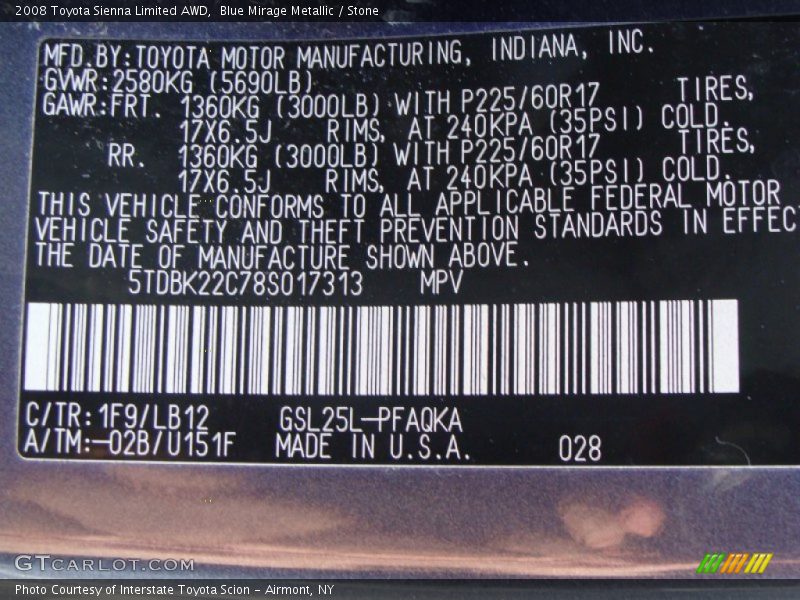 2008 Toyota Sienna Limited AWD,  Blue Mirage Metallic / Stone
MFD.BY:TOYOTA MOTOR MANUFACTURING, INDIANA, INC.
GVWR:2580KG (5690LB)
GAWR:FRT. 1360KG (3000LB) WITH P225/60R17 TIRES,
17X6.5J RIMS, AT 240KPA (35PSI) COLD.
RR. 1360KG (3000LB) WITH P225/60R17 TIRES,
17X6.5J RIMS, AT 240KPA (35PSI) COLD.
THIS VEHICLE CONFORMS TO ALL APPLICABLE FEDERAL MOTOR
VEHICLE SAFETY AND THEFT PREVENTION STANDARDS IN EFFEC
THE DATE OF MANUFACTURE SHOWN ABOVE.
5TDBK22C78S017313 MPV
C/TR:1F9/LB12 GSL25L-PFAQKA
A/TM:-02B/U151F MADE IN U.S.A. 028
GTCARLOT.COM
Photo Courtesy of Interstate Toyota Scion - Airmont, NY